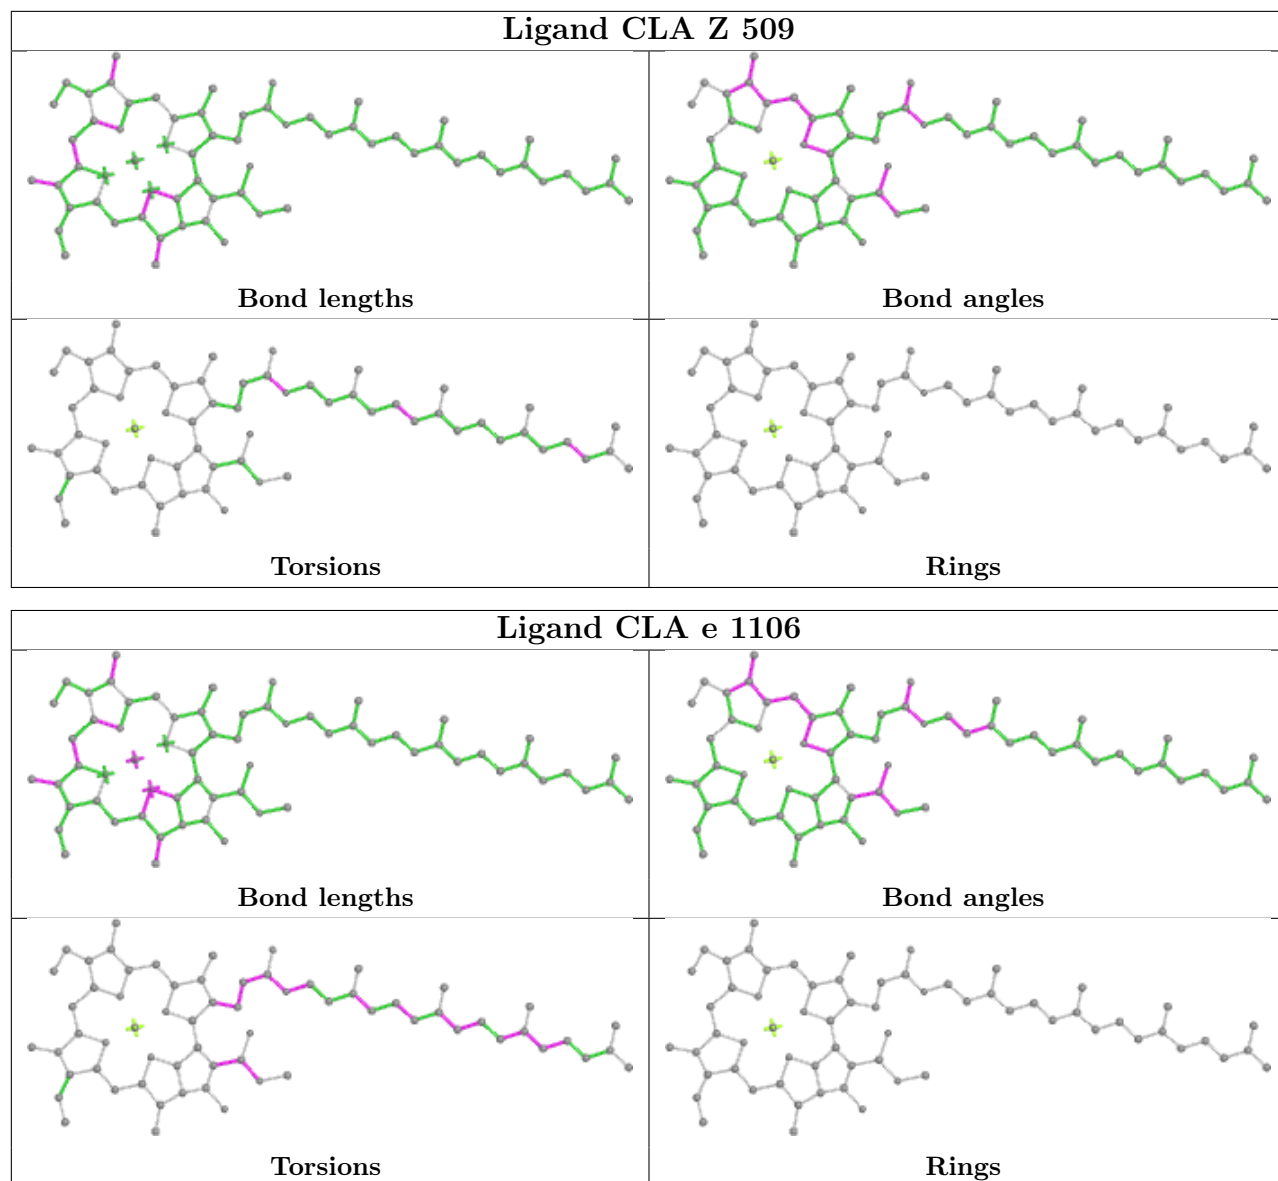 Ligand CLA Z 509
Bond lengths
Bond angles
Torsions
Rings
Ligand CLA e 1106
Bond lengths
Bond angles
Torsions
Rings